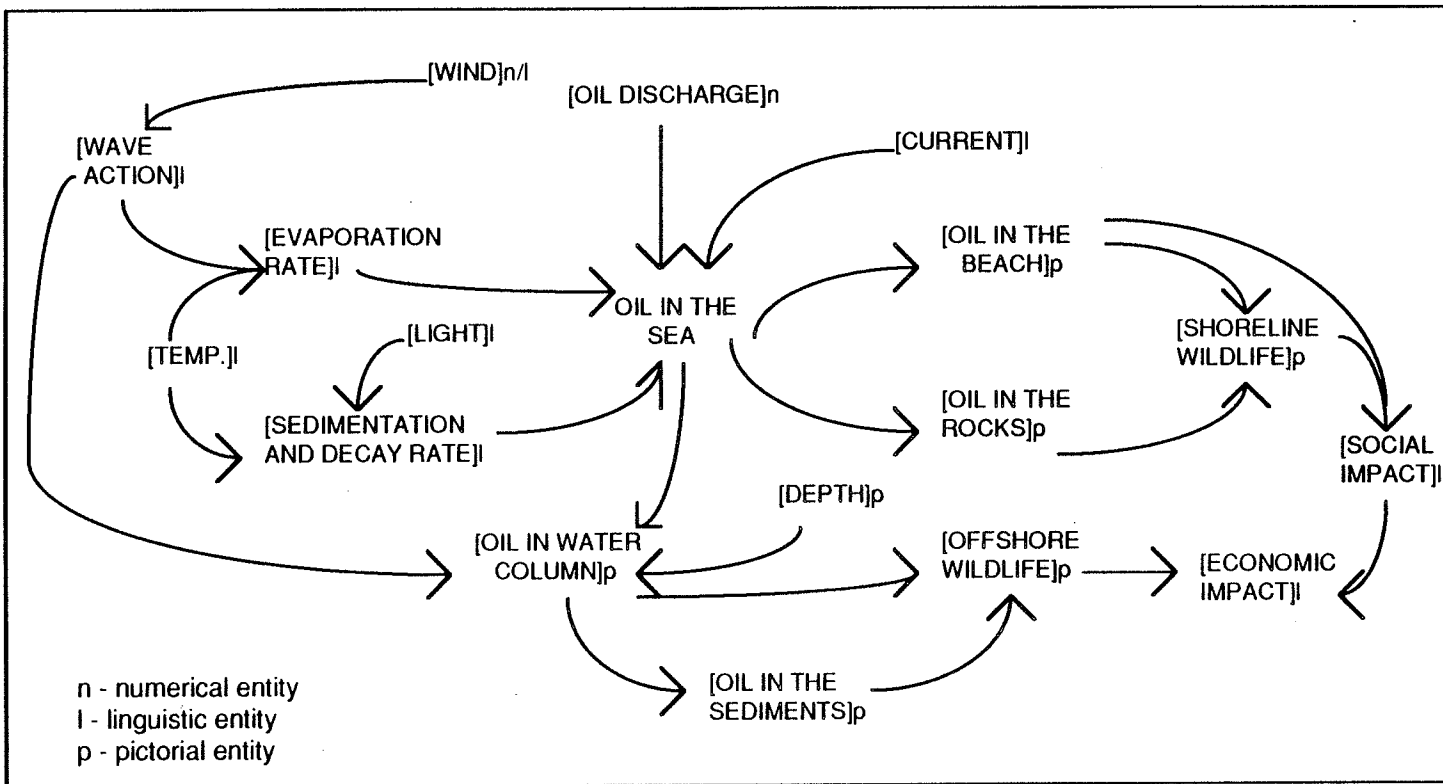 [WIND]n/l
[OIL DISCHARGE]n
[WAVE
ACTION]l
[CURRENT]l
[EVAPORATION
RATE]l
[OIL IN THE
BEACH]p
OIL IN THE
SEA
[LIGHT]l
[TEMP.]l
[SHORELINE
WILDLIFE]p
[SEDIMENTATION
AND DECAY RATE]l
[OIL IN THE
ROCKS]p
[SOCIAL
IMPACT]l
[DEPTH]p
[OIL IN WATER
COLUMN]p
[OFFSHORE
WILDLIFE]p
[ECONOMIC
IMPACT]l
[OIL IN THE
SEDIMENTS]p
n - numerical entity
l - linguistic entity
p - pictorial entity